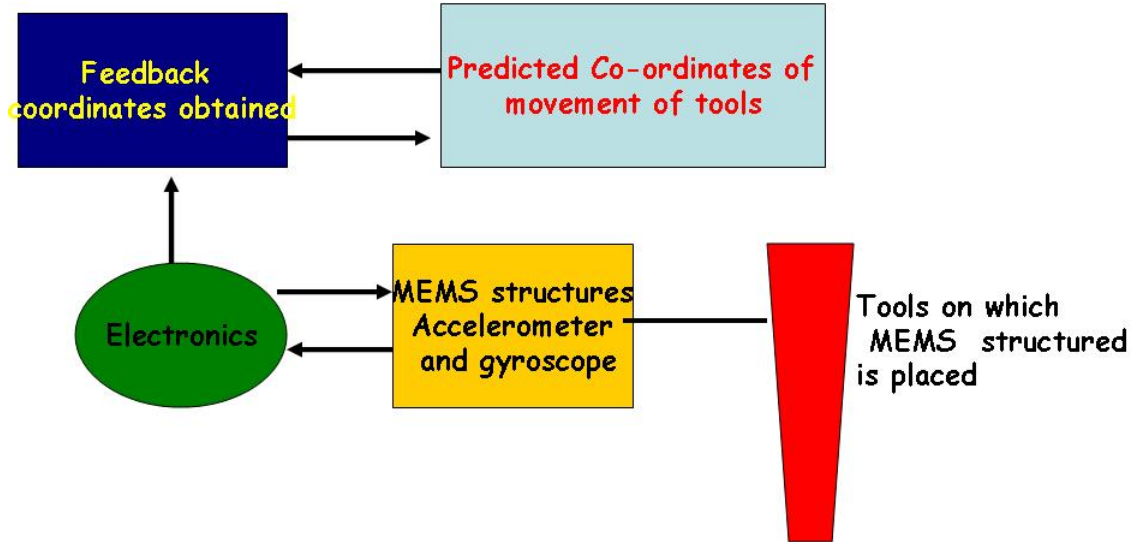 Feedback
coordinates obtained
Predicted Co-ordinates of
movement of tools
Electronics
MEMS structures
Accelerometer
and gyroscope
Tools on which
MEMS structured
is placed